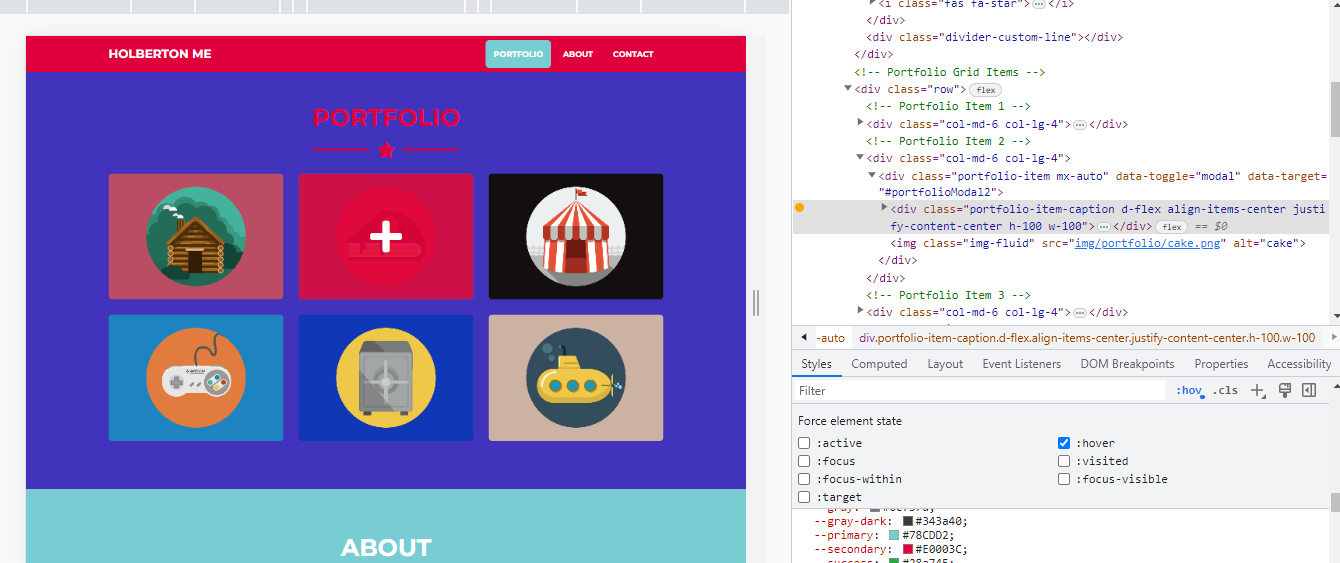 HOLBERTON ME
PORTFOLIO ABOUT CONTACT
PORTFOLIO
ABOUT
<i class="fas fa-star"></i>
</div>
<div class="divider-custom-line"></div>
</div>
<!-- Portfolio Grid Items -->
<div class="row"> flex
<!-- Portfolio Item 1 -->
<div class="col-md-6 col-lg-4"></div>
<!-- Portfolio Item 2 -->
<div class="col-md-6 col-lg-4">
<div class="portfolio-item mx-auto" data-toggle="modal" data-target=
"#portfolioModal2">
<div class="portfolio-item-caption d-flex align-items-center justi
fy-content-center h-100 w-100"></div> flex == $0
<img class="img-fluid" src="img/portfolio/cake.png" alt="cake">
</div>
</div>
<!-- Portfolio Item 3 -->
<div class="col-md-6 col-lg-4"></div>
-auto div.portfolio-item-caption.d-flex.align-items-center.justify-content-center.h-100.w-100
Styles Computed Layout Event Listeners DOM Breakpoints Properties Accessibility
Filter :hov .cls
Force element state
:active :hover
:focus :visited
:focus-within :focus-visible
:target
--gray-dark: #343a40;
--primary: #78CDD2;
--secondary: #E0003C;
--success: #28a745;